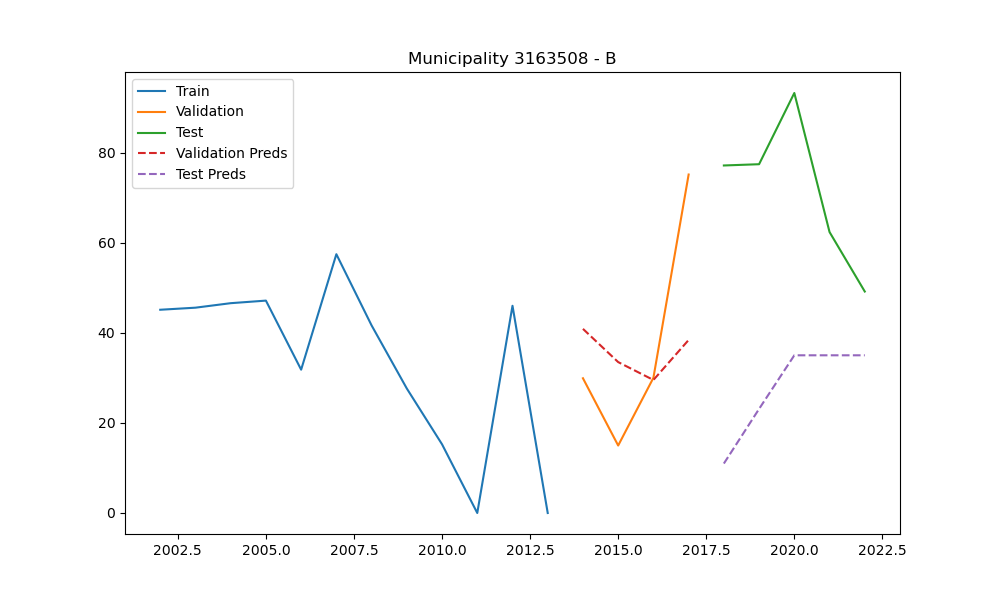 Municipality 3163508 - B
Train
Validation
Test
Validation Preds
Test Preds
80
60
40
20
0
2002.5 2005.0 2007.5 2010.0 2012.5 2015.0 2017.5 2020.0 2022.5